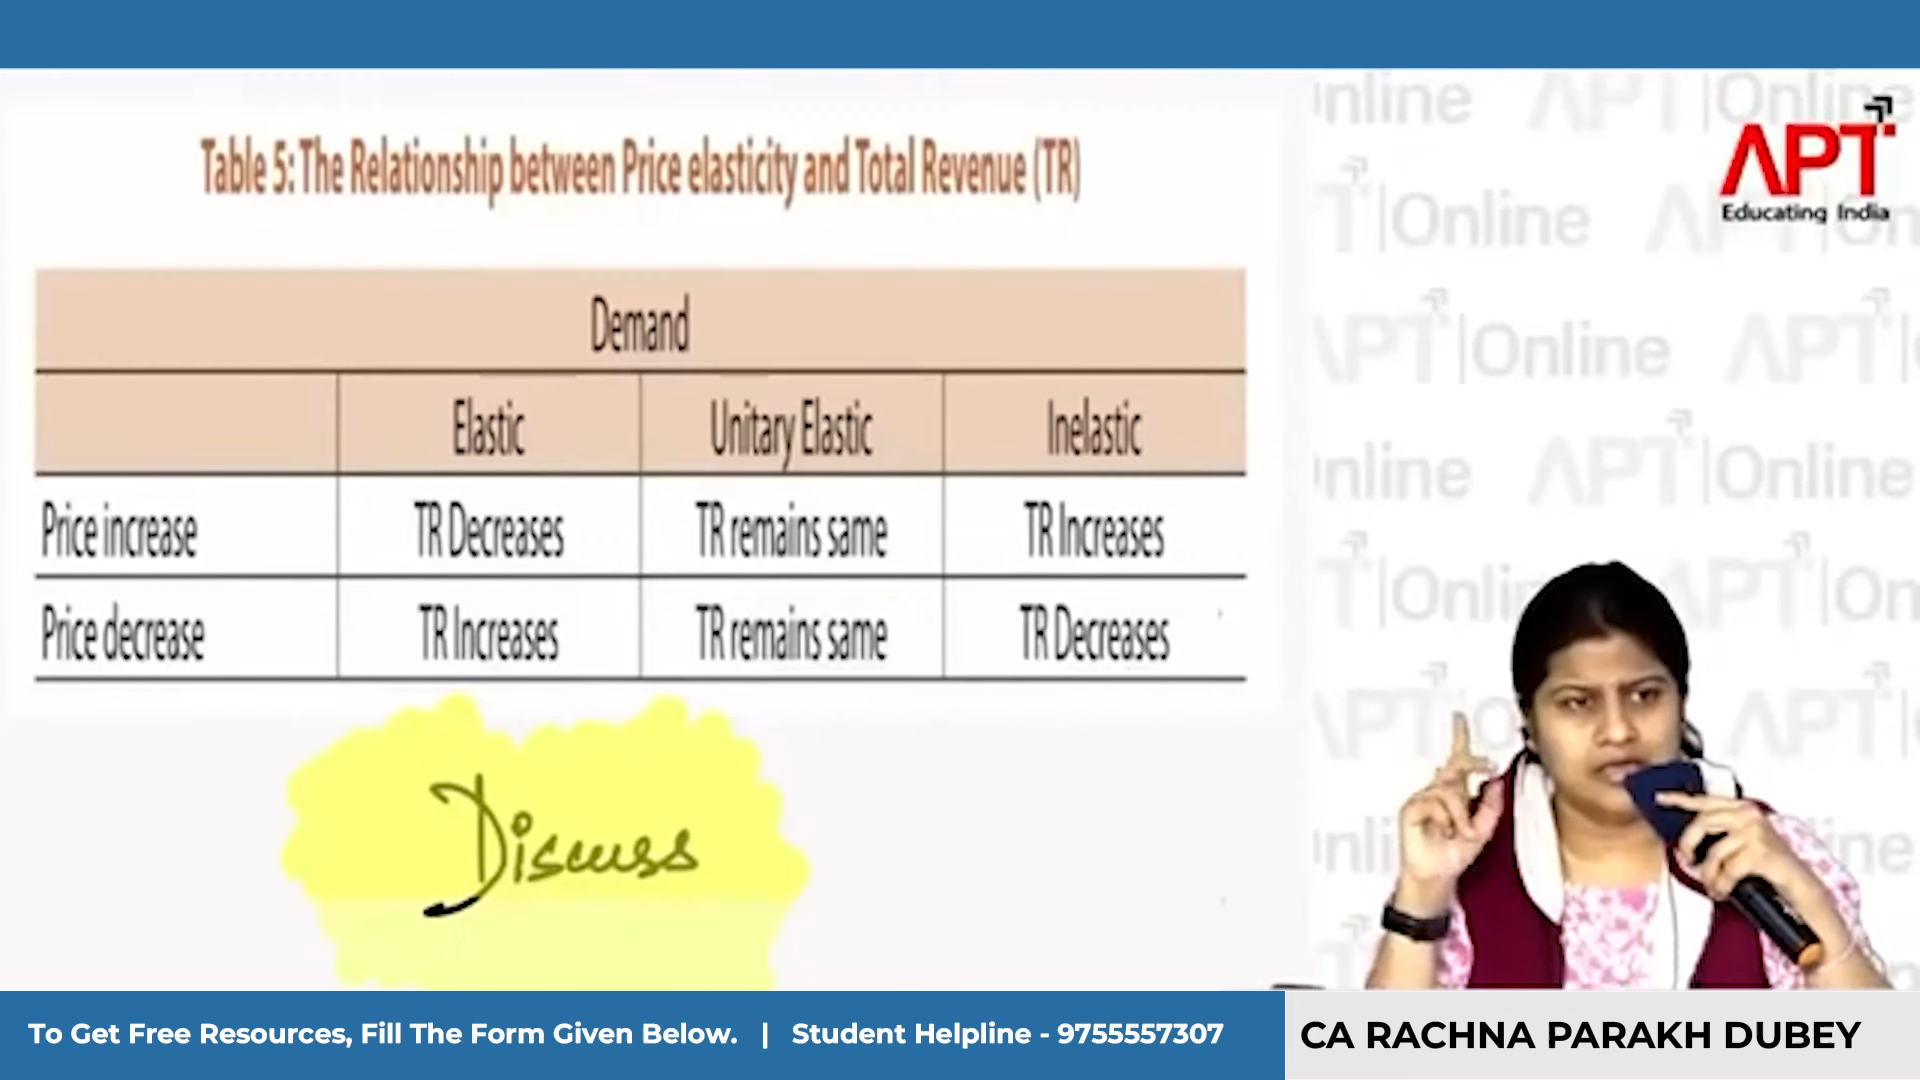 Table 5: The Relationship between Price elasticity and Total Revenue (TR)
Demand
Elastic Unitary Elastic Inelastic
Price increase TR Decreases TR remains same TR Increases
Price decrease TR Increases TR remains same TR Decreases
Discuss
APT
Educating India
APT|Online
To Get Free Resources, Fill The Form Given Below. | Student Helpline - 9755557307
CA RACHNA PARAKH DUBEY